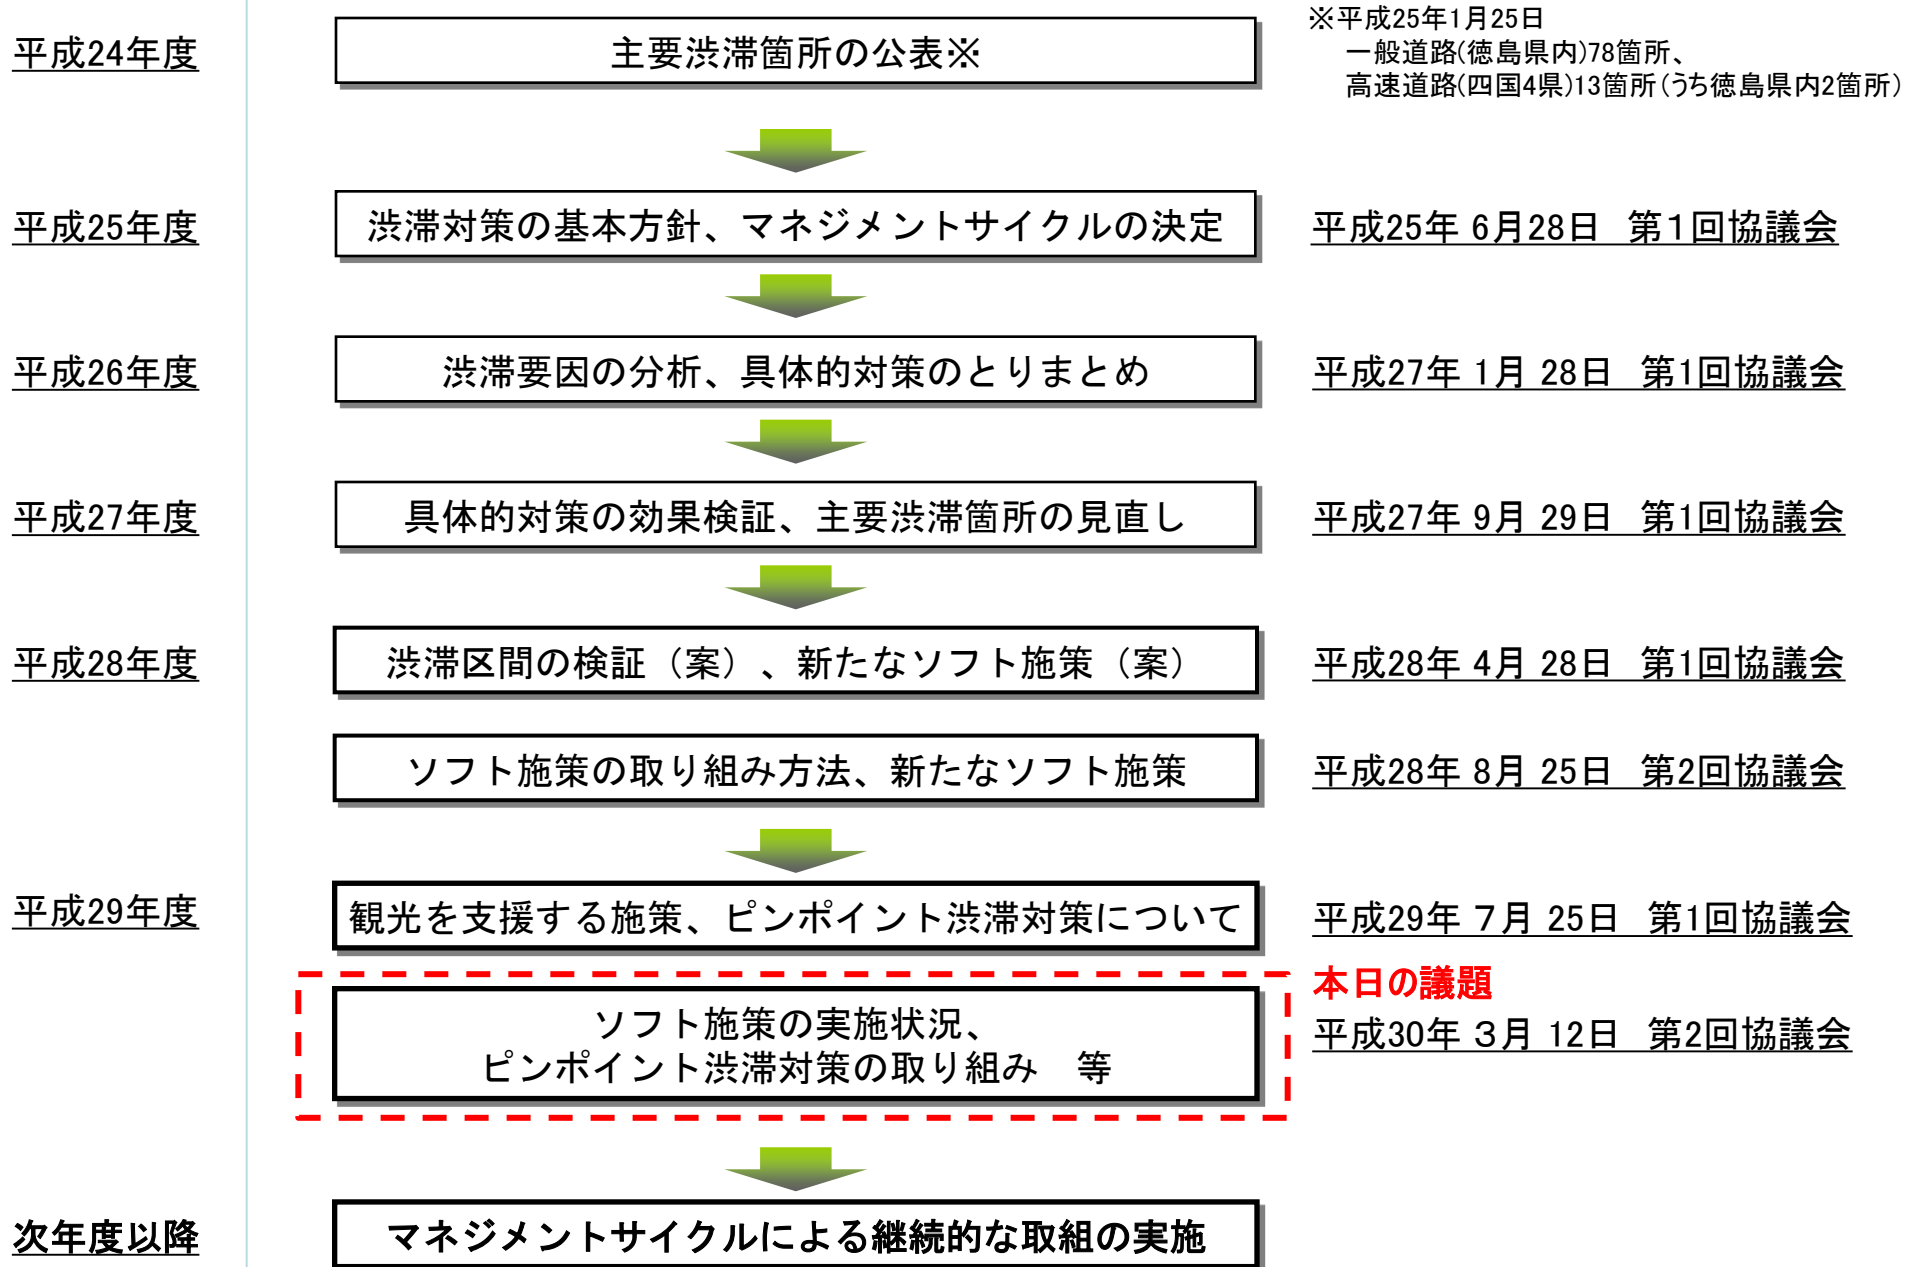 平成24年度
主要渋滞箇所の公表※
※平成25年1月25日
一般道路(徳島県内)78箇所、
高速道路(四国4県)13箇所(うち徳島県内2箇所)
平成25年度
渋滞対策の基本方針、マネジメントサイクルの決定
平成25年 6月28日 第1回協議会
平成26年度
渋滞要因の分析、具体的対策のとりまとめ
平成27年 1月 28日 第1回協議会
平成27年度
具体的対策の効果検証、主要渋滞箇所の見直し
平成27年 9月 29日 第1回協議会
平成28年度
渋滞区間の検証（案）、新たなソフト施策（案）
平成28年 4月 28日 第1回協議会
ソフト施策の取り組み方法、新たなソフト施策
平成28年 8月 25日 第2回協議会
平成29年度
観光を支援する施策、ピンポイント渋滞対策について
平成29年 7月 25日 第1回協議会
本日の議題
ソフト施策の実施状況、
ピンポイント渋滞対策の取り組み 等
平成30年 3月 12日 第2回協議会
次年度以降
マネジメントサイクルによる継続的な取組の実施